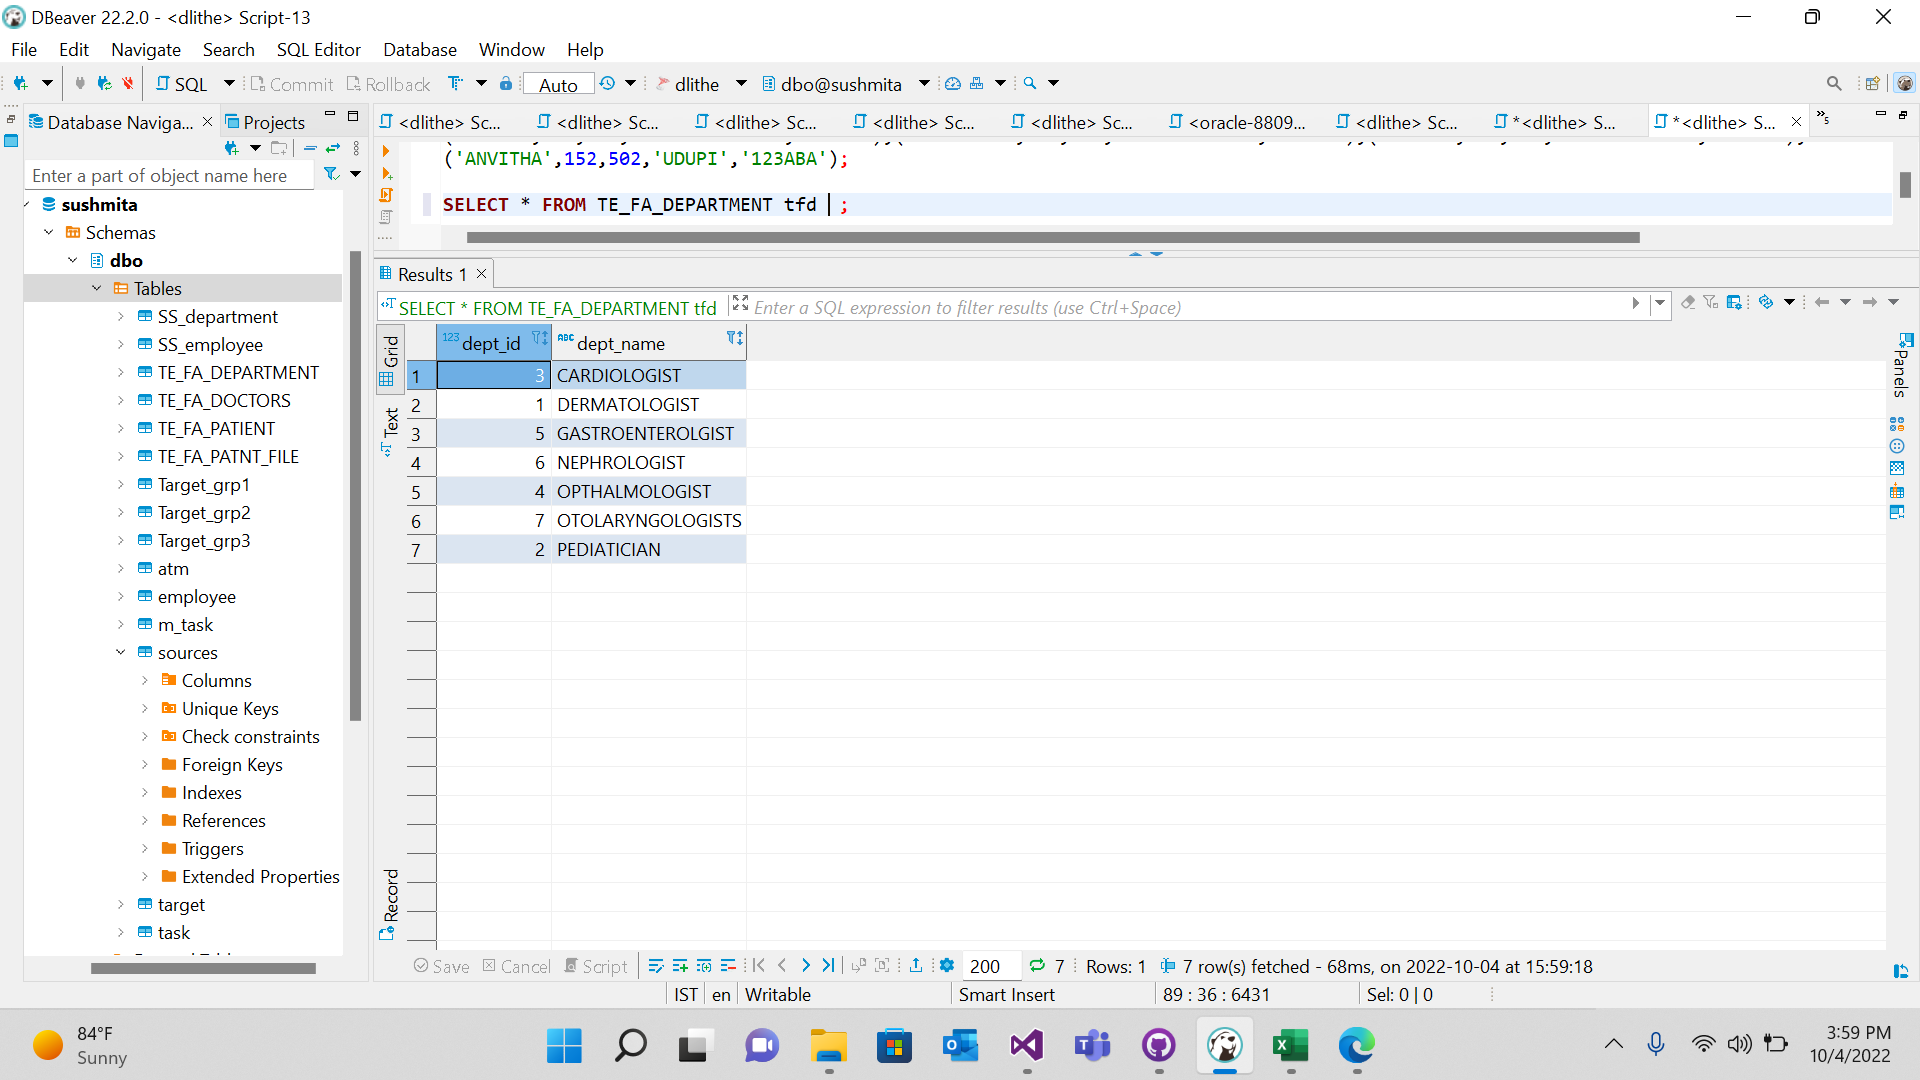 DBeaver 22.2.0 - <dlithe> Script-13
File Edit Navigate Search SQL Editor Database Window Help
SQL Commit Rollback Auto dlithe dbo@sushmita
Database Naviga... Projects
<dlithe> Sc... <dlithe> Sc... <dlithe> Sc... <dlithe> Sc... <dlithe> Sc... <oracle-8809... <dlithe> Sc... *<dlithe> S... *<dlithe> S... »5
Enter a part of object name here
sushmita
Schemas
dbo
Tables
SS_department
SS_employee
TE_FA_DEPARTMENT
TE_FA_DOCTORS
TE_FA_PATIENT
TE_FA_PATNT_FILE
Target_grp1
Target_grp2
Target_grp3
atm
employee
m_task
sources
Columns
Unique Keys
Check constraints
Foreign Keys
Indexes
References
Triggers
Extended Properties
target
task
('ANVITHA',152,502,'UDUPI','123ABA');
SELECT * FROM TE_FA_DEPARTMENT tfd ;
Results 1
SELECT * FROM TE_FA_DEPARTMENT tfd Enter a SQL expression to filter results (use Ctrl+Space)
Grid
Text
Record
Panels
123 dept_id ABC dept_name
1 3 CARDIOLOGIST
2 1 DERMATOLOGIST
3 5 GASTROENTEROLGIST
4 6 NEPHROLOGIST
5 4 OPTHALMOLOGIST
6 7 OTOLARYNGOLOGISTS
7 2 PEDIATICIAN
Save Cancel Script 200 7 Rows: 1 7 row(s) fetched - 68ms, on 2022-10-04 at 15:59:18
IST en Writable Smart Insert 89 : 36 : 6431 Sel: 0 | 0
84°F
Sunny
3:59 PM
10/4/2022